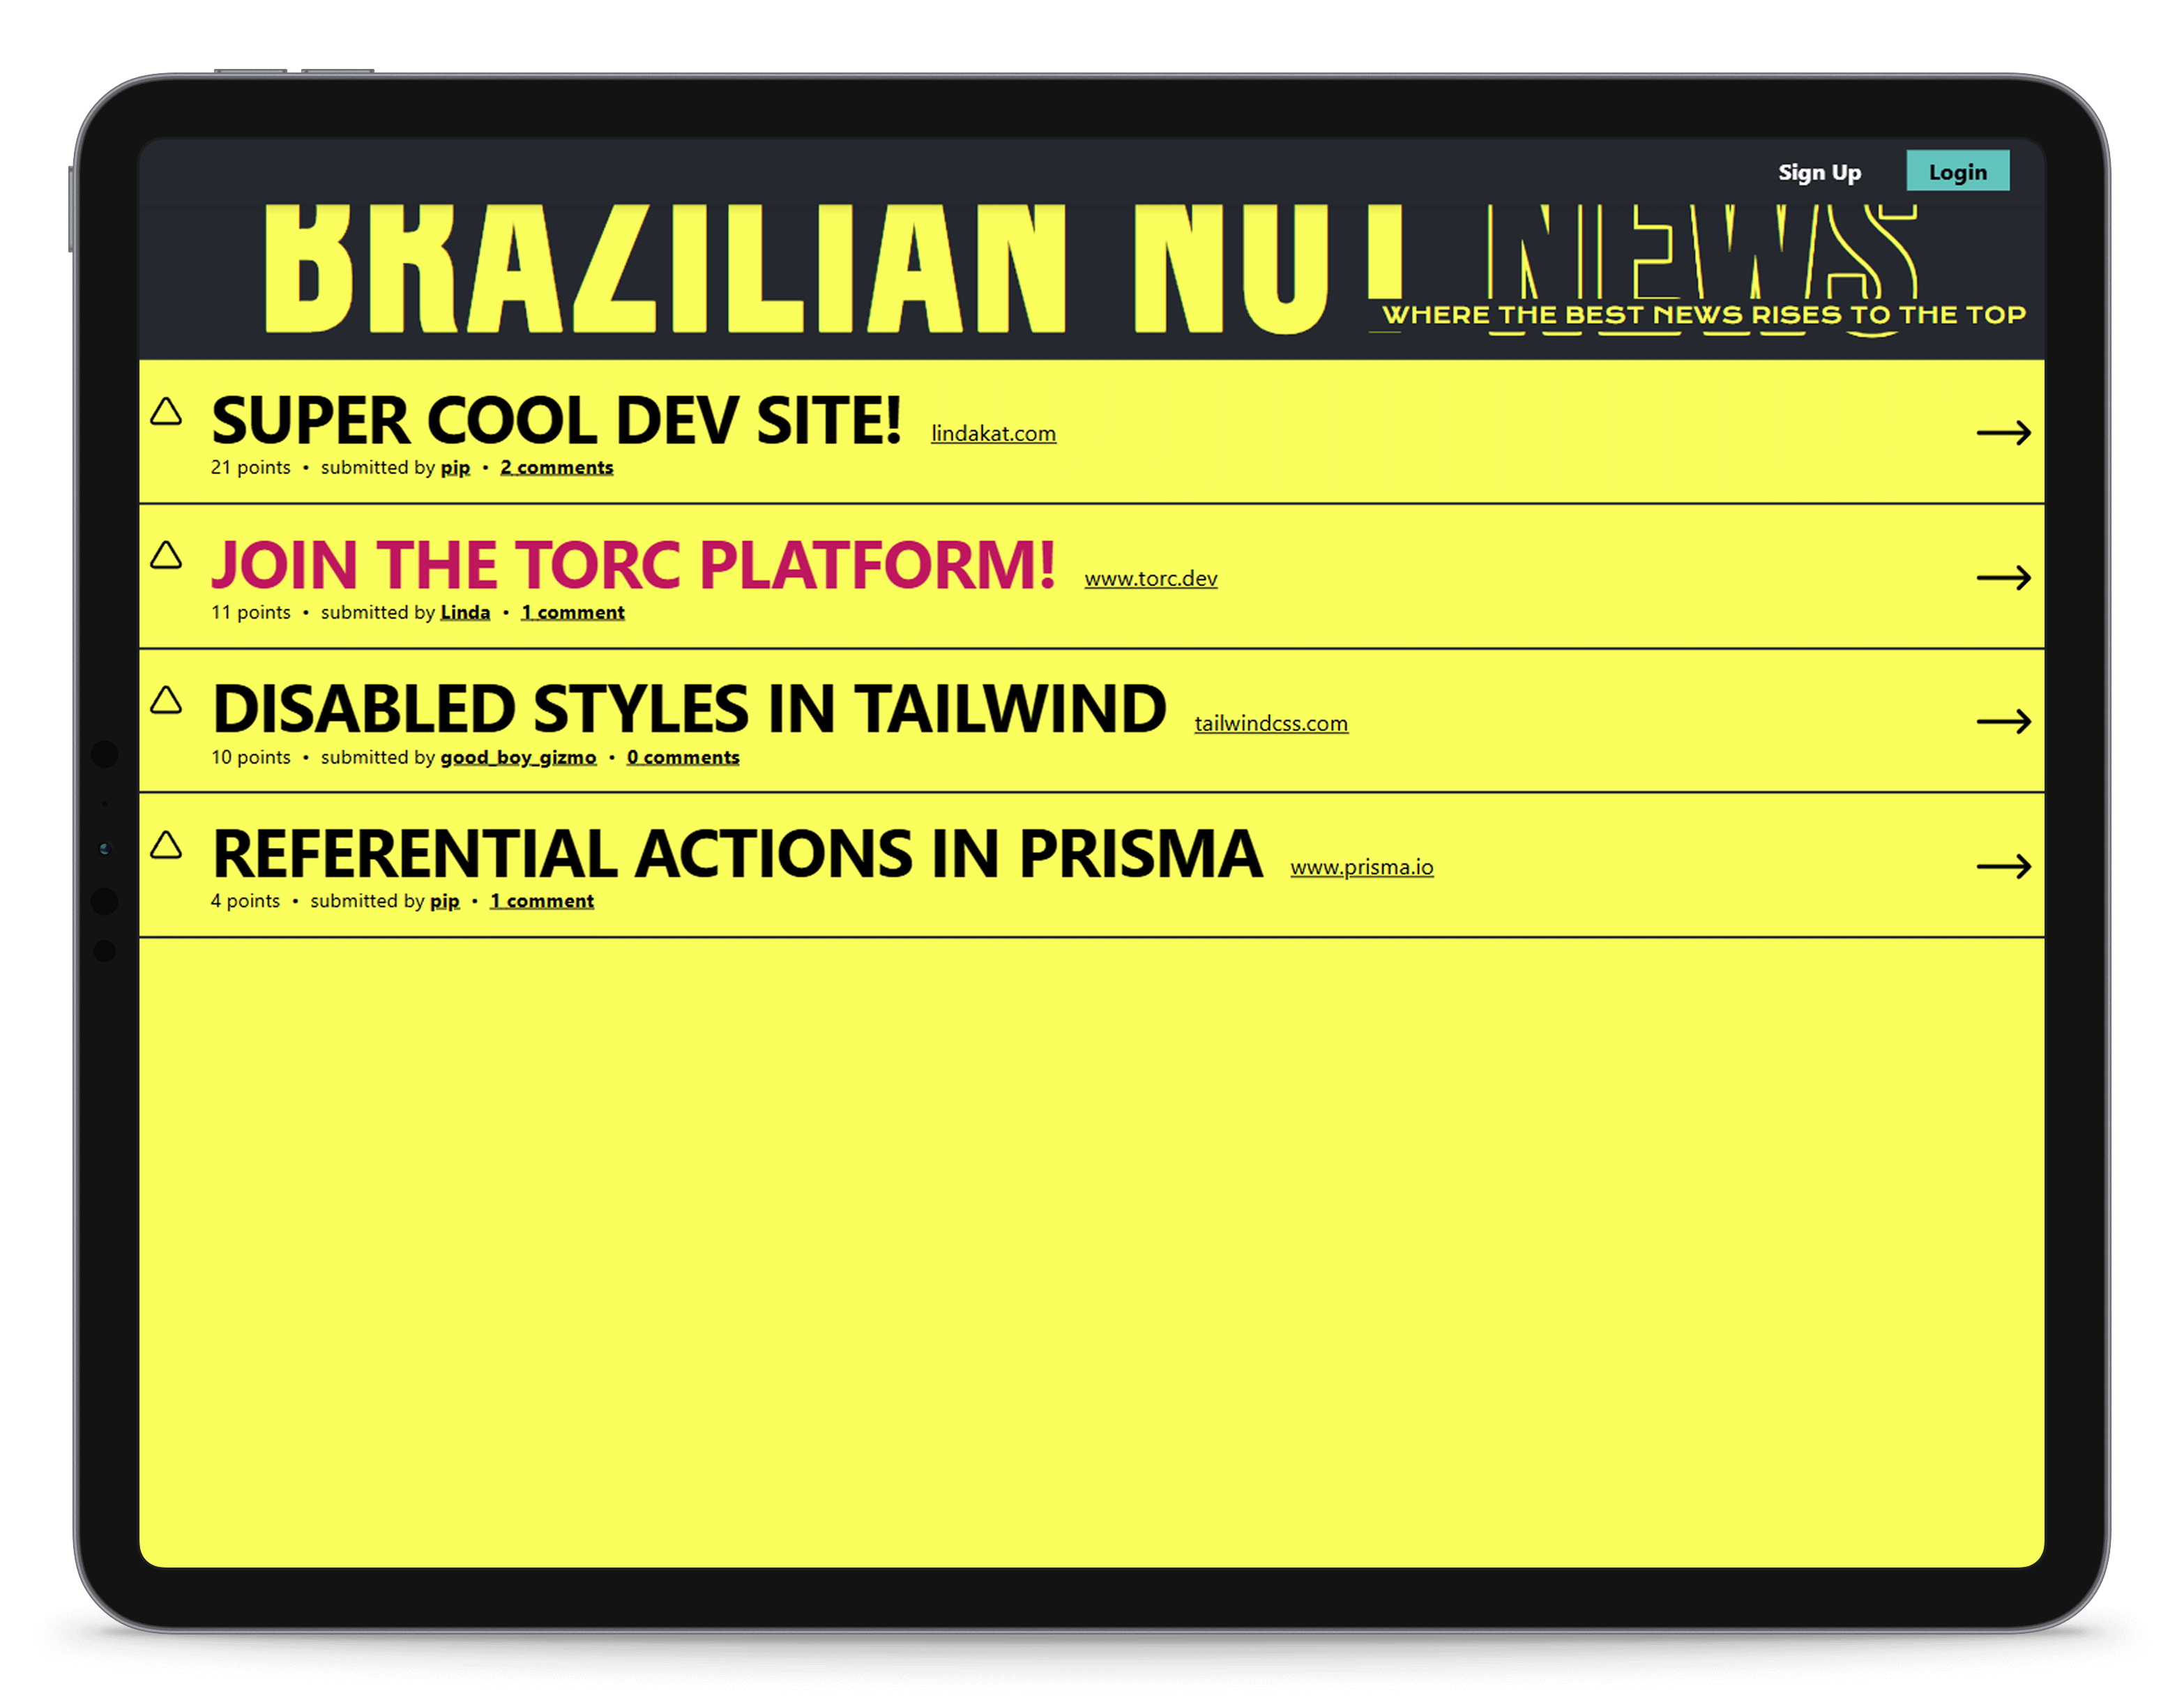 Sign Up Login
BRAZILIAN NUT NEWS
WHERE THE BEST NEWS RISES TO THE TOP
SUPER COOL DEV SITE! lindakat.com
21 points • submitted by pip • 2 comments
JOIN THE TORC PLATFORM! www.torc.dev
11 points • submitted by Linda • 1 comment
DISABLED STYLES IN TAILWIND tailwindcss.com
10 points • submitted by good_boy_gizmo • 0 comments
REFERENTIAL ACTIONS IN PRISMA www.prisma.io
4 points • submitted by pip • 1 comment